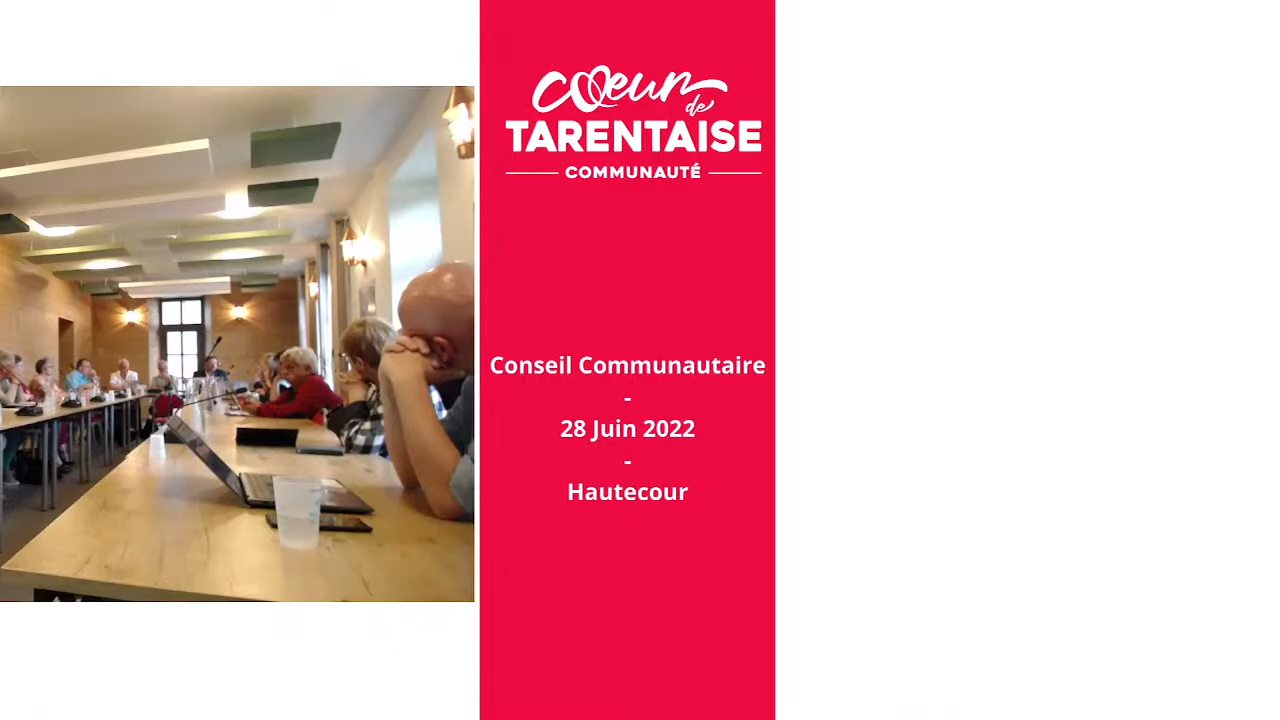 Cœur
de
TARENTAISE
COMMUNAUTÉ
Conseil Communautaire
-
28 Juin 2022
-
Hautecour